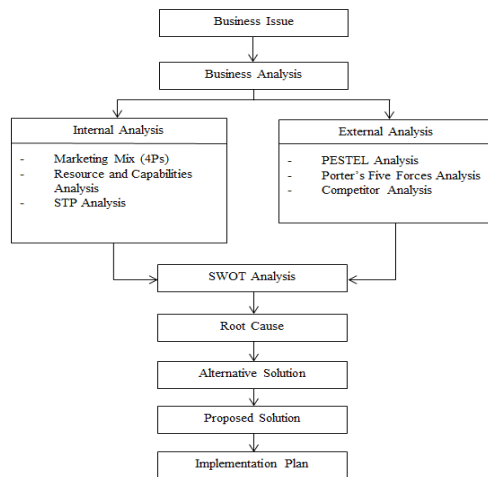 Business Issue
Business Analysis
Internal Analysis
- Marketing Mix (4Ps)
- Resource and Capabilities
Analysis
- STP Analysis
External Analysis
- PESTEL Analysis
- Porter's Five Forces Analysis
- Competitor Analysis
SWOT Analysis
Root Cause
Alternative Solution
Proposed Solution
Implementation Plan